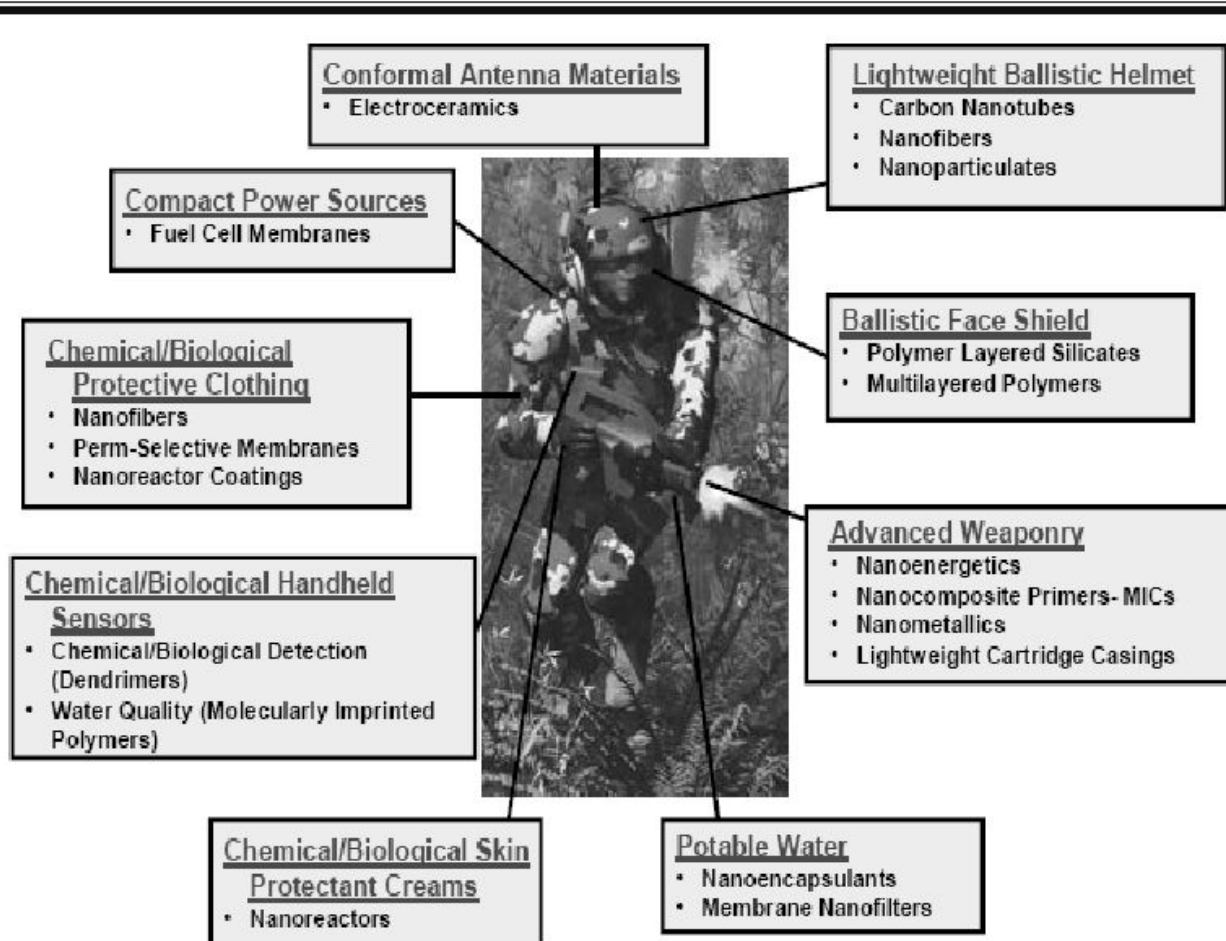 Conformal Antenna Materials
• Electroceramics
Lightweight Ballistic Helmet
• Carbon Nanotubes
• Nanofibers
• Nanoparticulates
Compact Power Sources
• Fuel Cell Membranes
Ballistic Face Shield
• Polymer Layered Silicates
• Multilayered Polymers
Chemical/Biological
Protective Clothing
• Nanofibers
• Perm-Selective Membranes
• Nanoreactor Coatings
Advanced Weaponry
• Nanoenergetics
• Nanocomposite Primers- MICs
• Nanometallics
• Lightweight Cartridge Casings
Chemical/Biological Handheld
Sensors
• Chemical/Biological Detection
(Dendrimers)
• Water Quality (Molecularly Imprinted
Polymers)
Chemical/Biological Skin
Protectant Creams
• Nanoreactors
Potable Water
• Nanoencapsulants
• Membrane Nanofilters